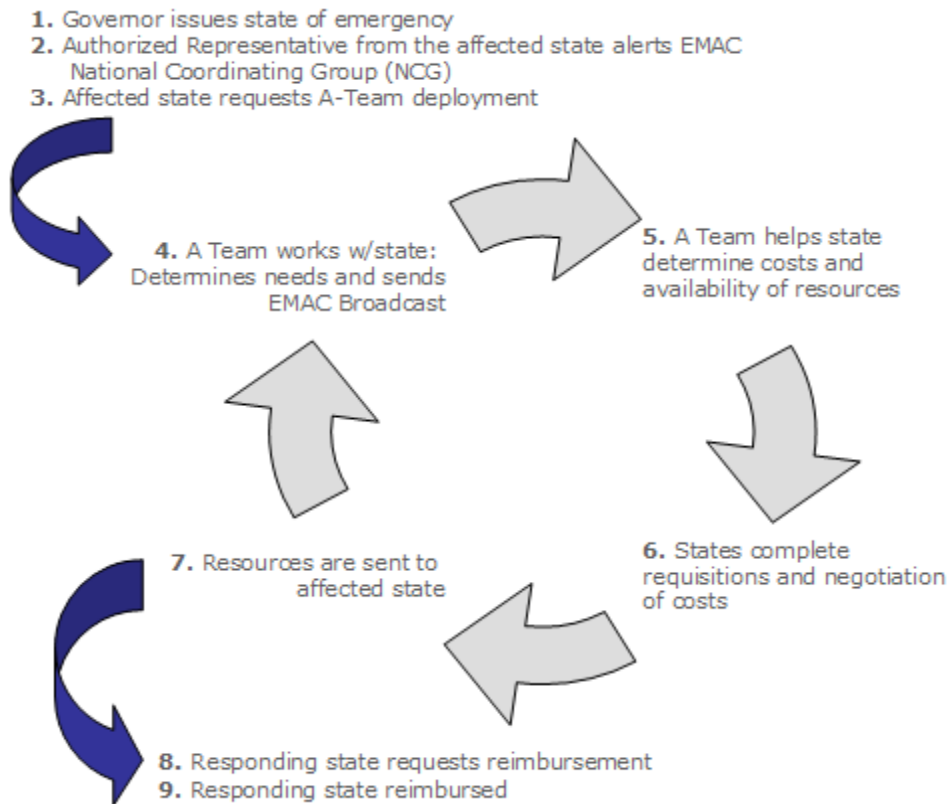 1. Governor issues state of emergency
2. Authorized Representative from the affected state alerts EMAC
National Coordinating Group (NCG)
3. Affected state requests A-Team deployment
4. A Team works w/state:
Determines needs and sends
EMAC Broadcast
5. A Team helps state
determine costs and
availability of resources
6. States complete
requisitions and negotiation
of costs
7. Resources are sent to
affected state
8. Responding state requests reimbursement
9. Responding state reimbursed